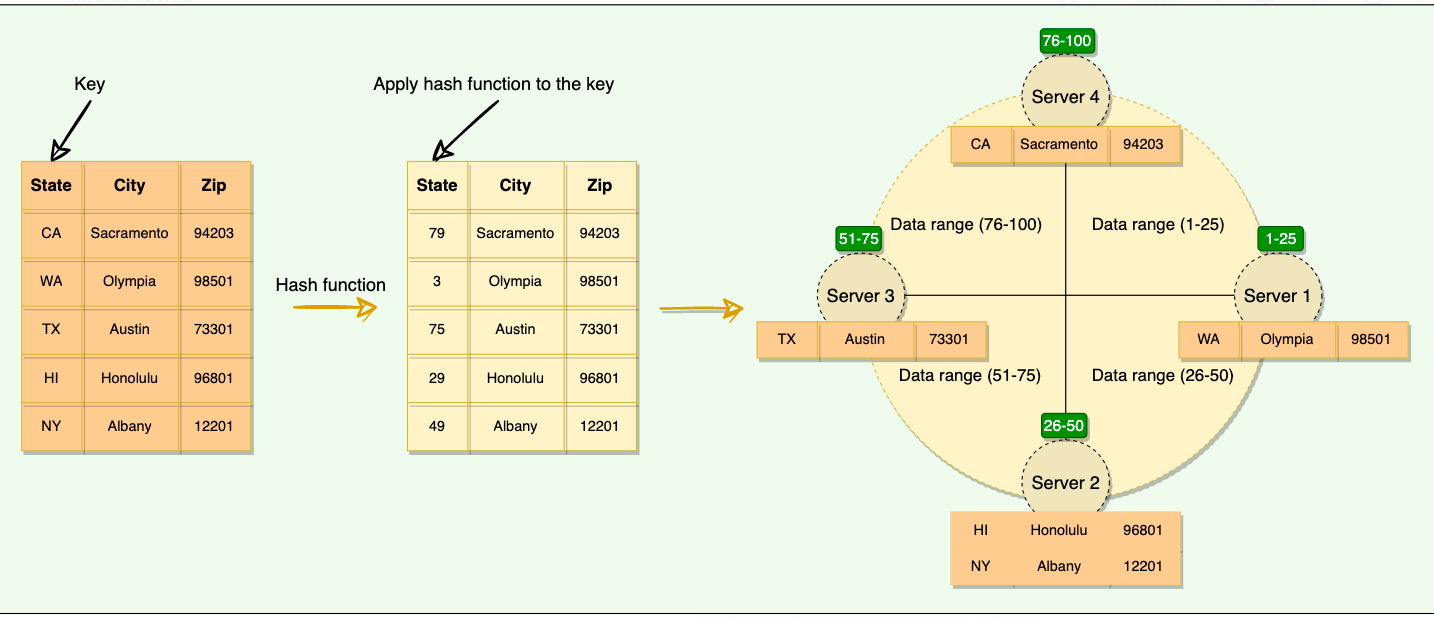 Key
Apply hash function to the key
State City Zip
CA Sacramento 94203
WA Olympia 98501
TX Austin 73301
HI Honolulu 96801
NY Albany 12201
Hash function
State City Zip
79 Sacramento 94203
3 Olympia 98501
75 Austin 73301
29 Honolulu 96801
49 Albany 12201
76-100
Server 4
CA Sacramento 94203
Data range (76-100)
Data range (1-25)
51-75
1-25
Server 3
Server 1
TX Austin 73301
WA Olympia 98501
Data range (51-75)
Data range (26-50)
26-50
Server 2
HI Honolulu 96801
NY Albany 12201